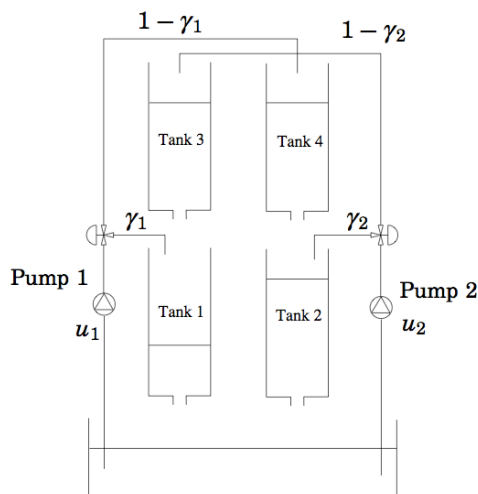 1 − γ₁
1 − γ₂
Tank 3
Tank 4
γ₁
γ₂
Pump 1
Tank 1
Tank 2
Pump 2
u₁
u₂